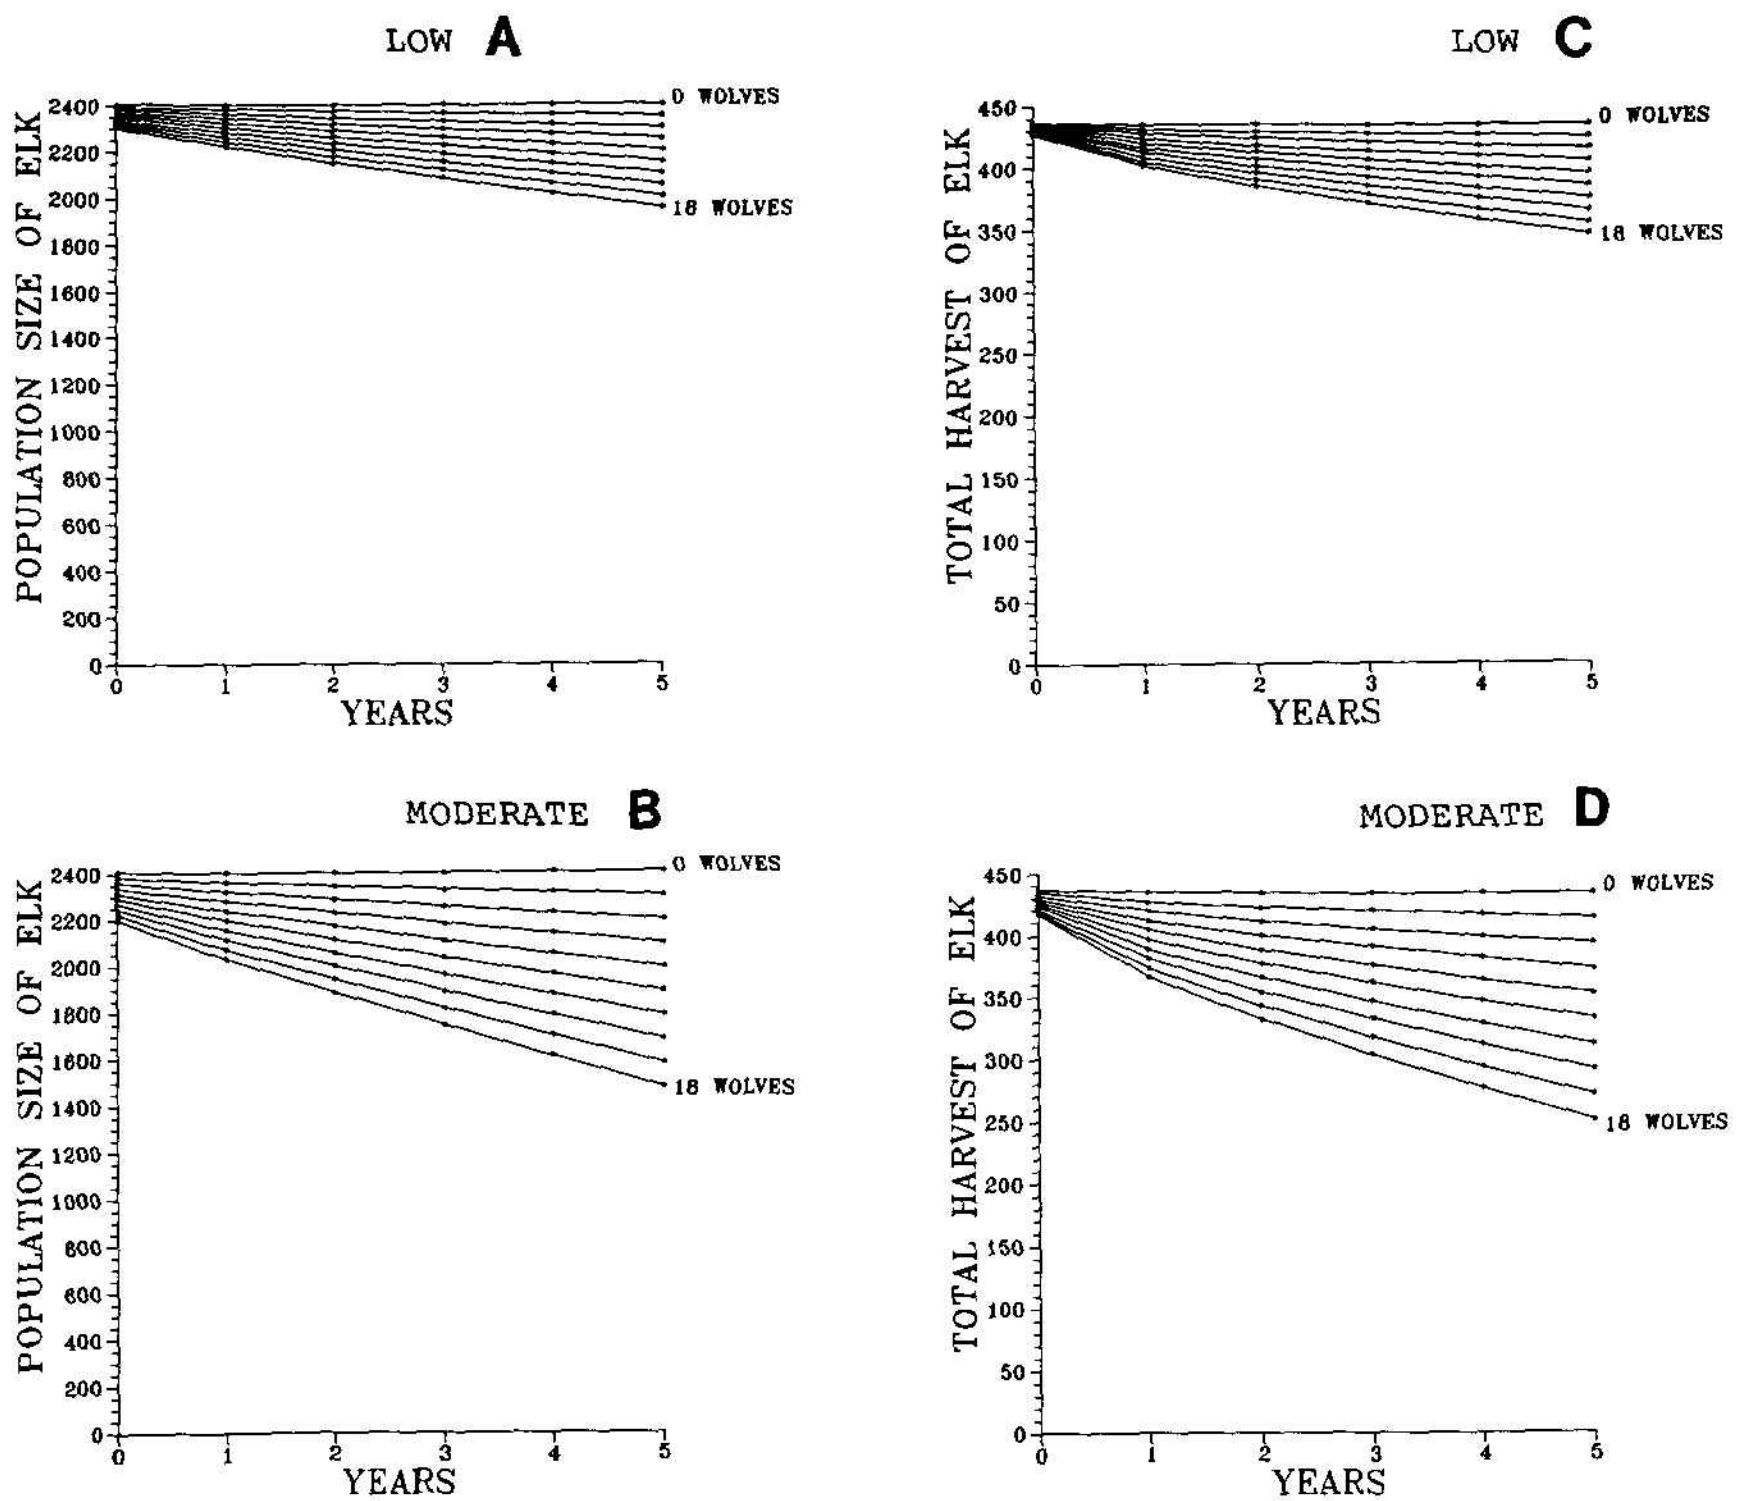 LOW A
POPULATION SIZE OF ELK
2400
2200
2000
1800
1600
1400
1200
1000
800
600
400
200
0
0 WOLVES
18 WOLVES
0 1 2 3 4 5
YEARS
LOW C
TOTAL HARVEST OF ELK
450
400
350
300
250
200
150
100
50
0
0 WOLVES
18 WOLVES
0 1 2 3 4 5
YEARS
MODERATE B
POPULATION SIZE OF ELK
2400
2200
2000
1800
1600
1400
1200
1000
800
600
400
200
0
0 WOLVES
18 WOLVES
0 1 2 3 4 5
YEARS
MODERATE D
TOTAL HARVEST OF ELK
450
400
350
300
250
200
150
100
50
0
0 WOLVES
18 WOLVES
0 1 2 3 4 5
YEARS